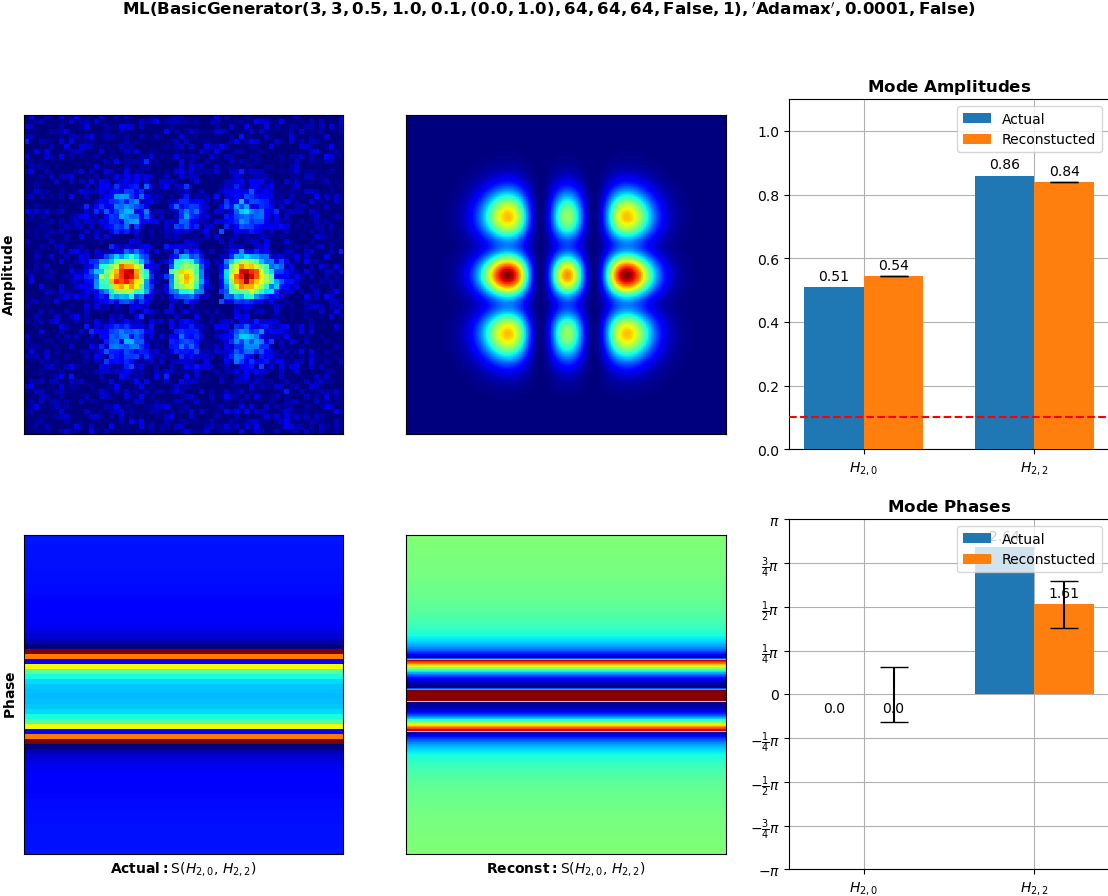 ML(BasicGenerator(3, 3, 0.5, 1.0, 0.1, (0.0, 1.0), 64, 64, 64, False, 1), ′Adamax′, 0.0001, False)
Mode Amplitudes
Actual
Reconstucted
1.0
0.8
0.6
0.4
0.2
0.0
0.51
0.54
0.86
0.84
H2, 0
H2, 2
Amplitude
Mode Phases
Actual
Reconstucted
π
3/4π
1/2π
1/4π
0
−1/4π
−1/2π
−3/4π
−π
0.0
0.0
1.61
H2, 0
H2, 2
Phase
Actual: S(H2, 0, H2, 2)
Reconst: S(H2, 0, H2, 2)